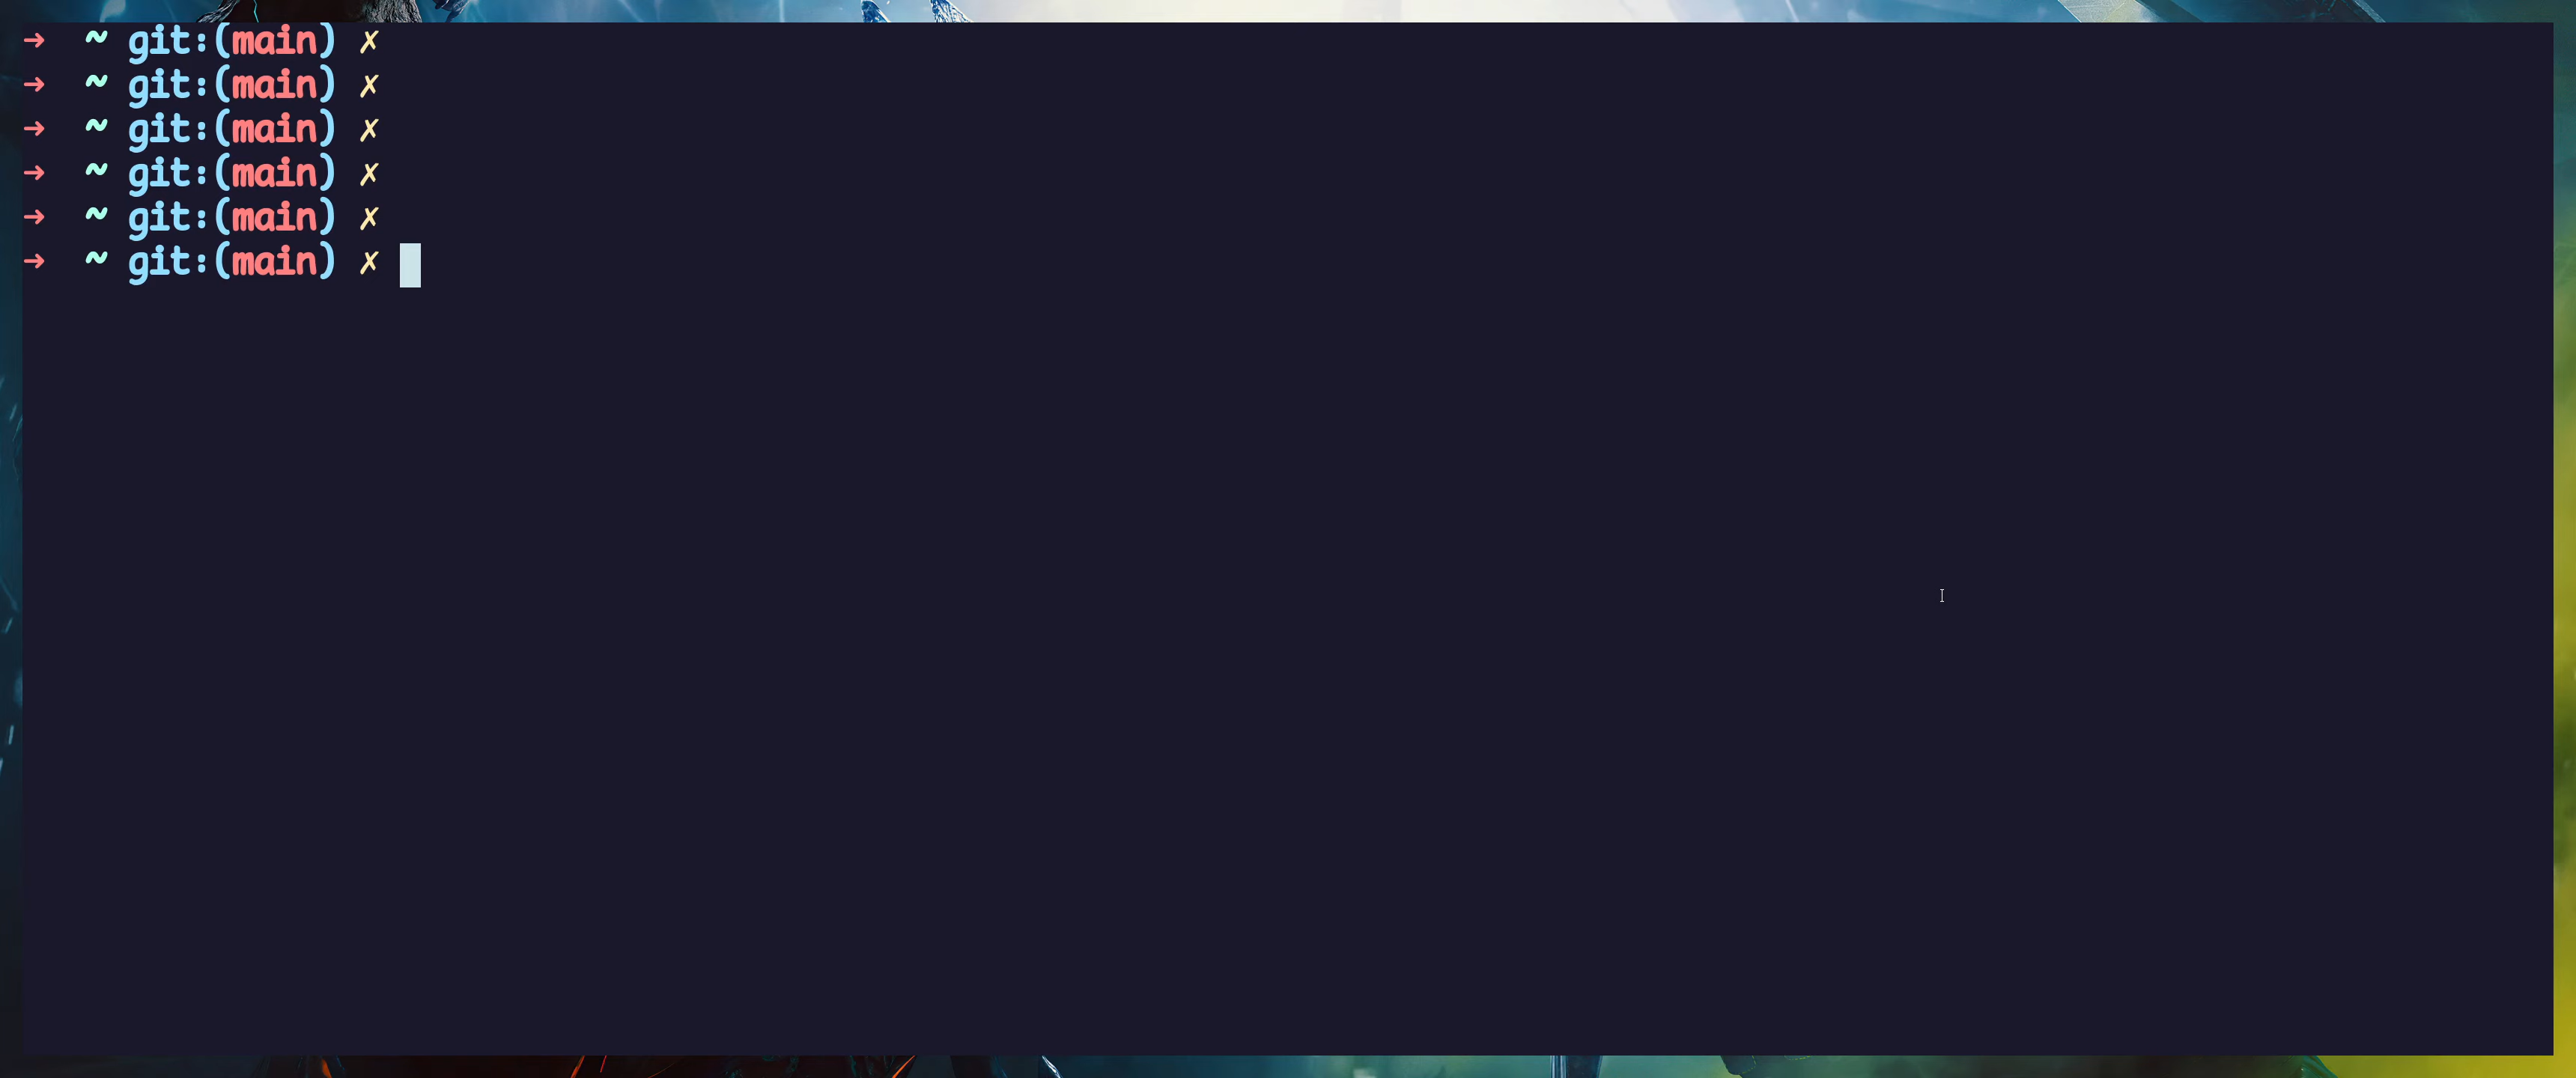 ➜  ~ git:(main) ✗
➜  ~ git:(main) ✗
➜  ~ git:(main) ✗
➜  ~ git:(main) ✗
➜  ~ git:(main) ✗
➜  ~ git:(main) ✗